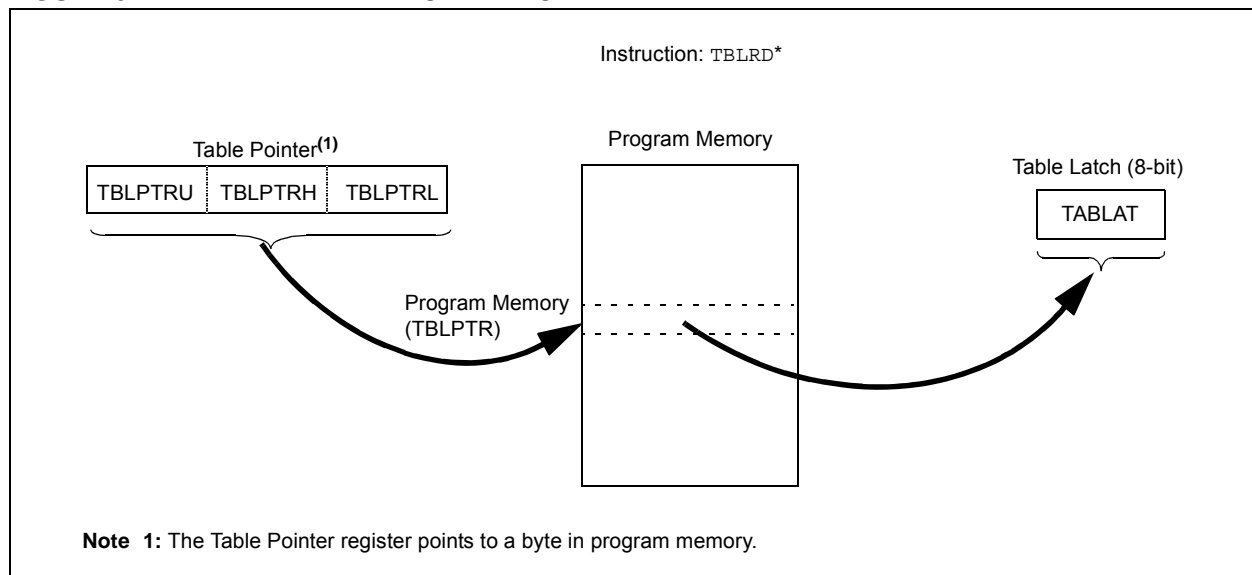 Instruction: TBLRD*
Table Pointer(1)
Program Memory
Table Latch (8-bit)
TBLPTRU TBLPTRH TBLPTRL
TABLAT
Program Memory
(TBLPTR)
Note 1: The Table Pointer register points to a byte in program memory.